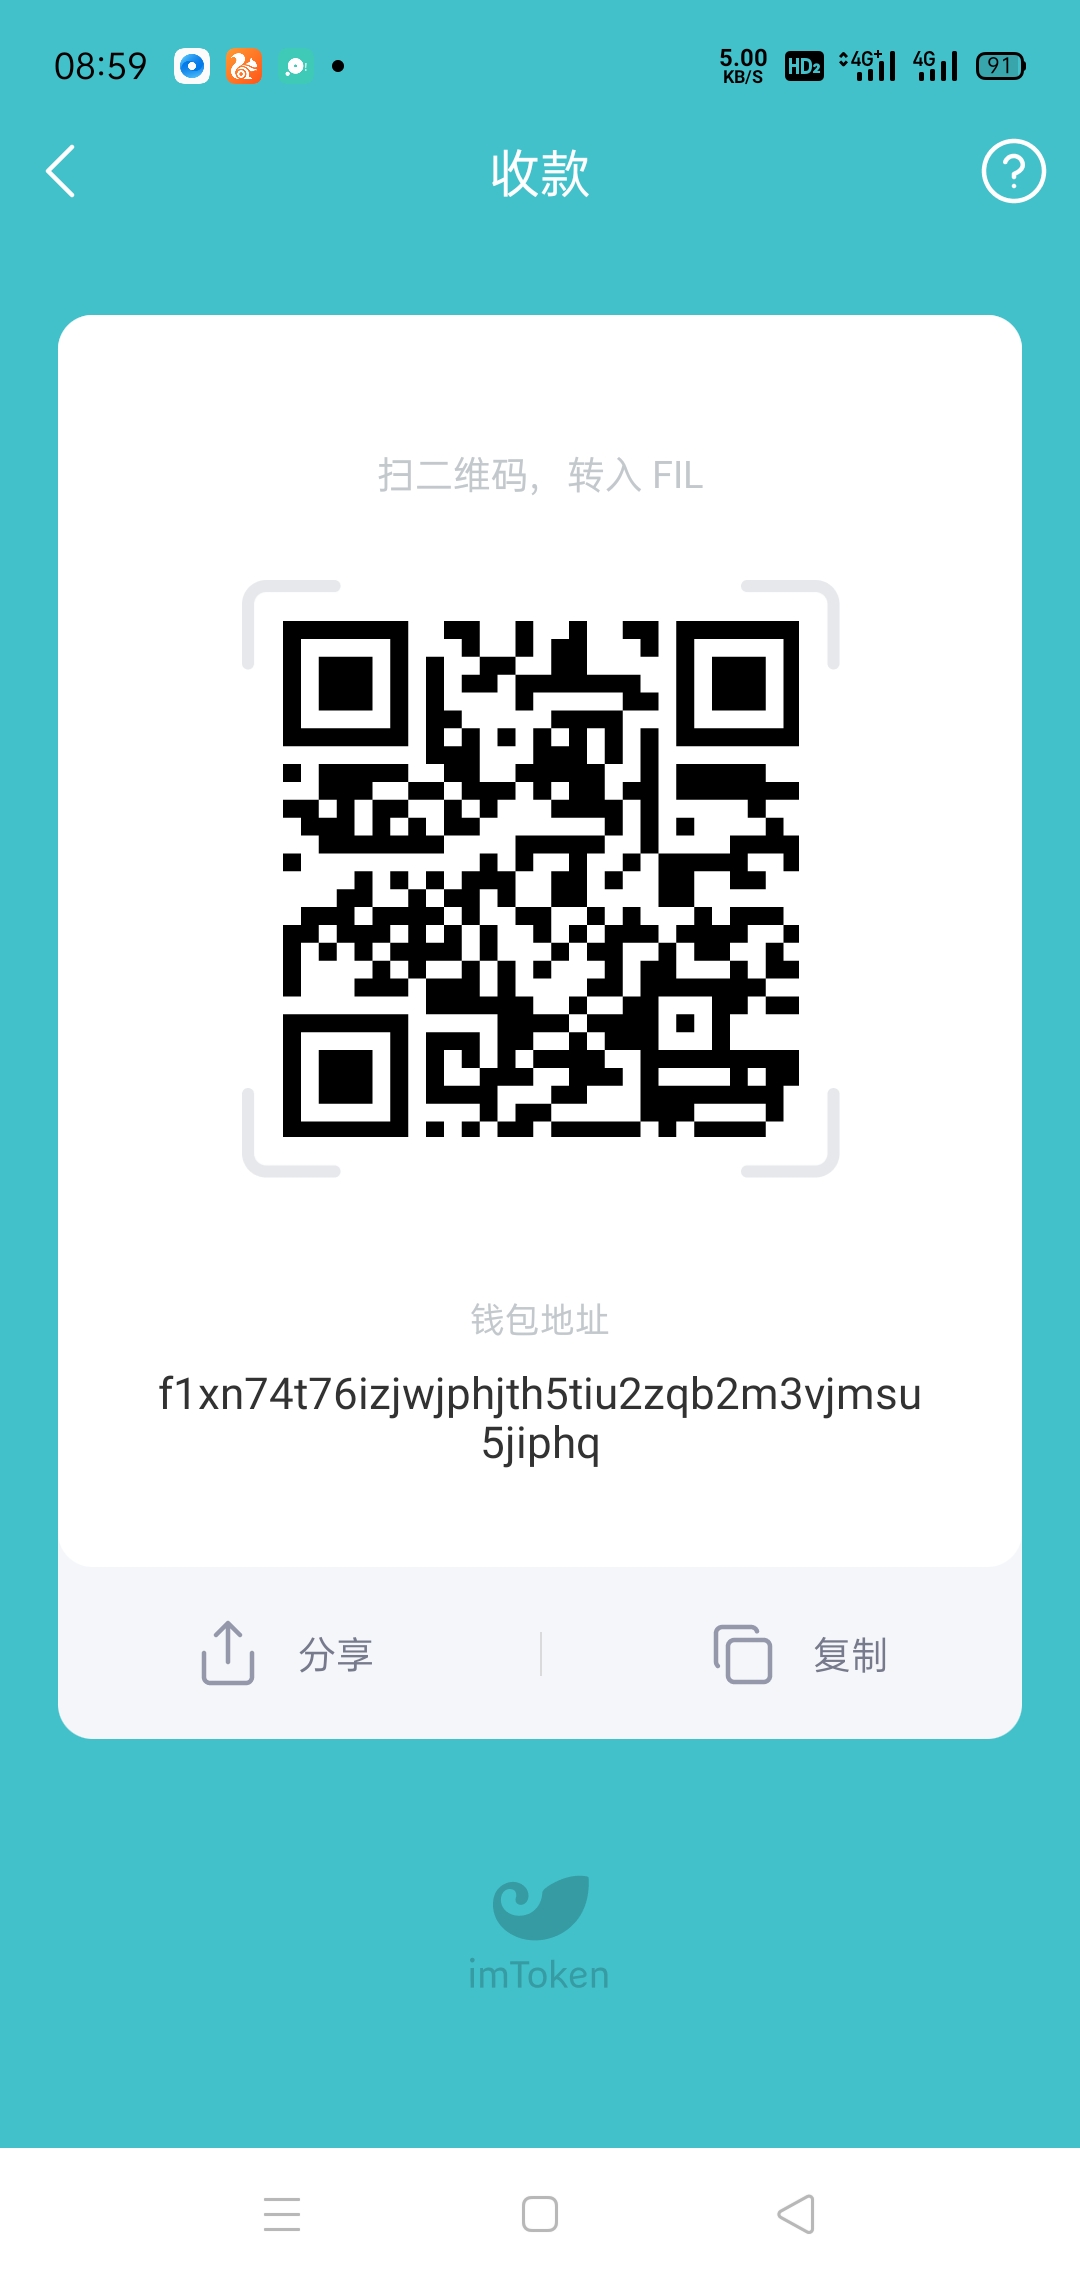 08:59
5.00
KB/S
HD2
4G+
4G
91
收款
扫二维码，转入 FIL
钱包地址
f1xn74t76izjwjphjth5tiu2zqb2m3vjmsu
5jiphq
分享
复制
imToken